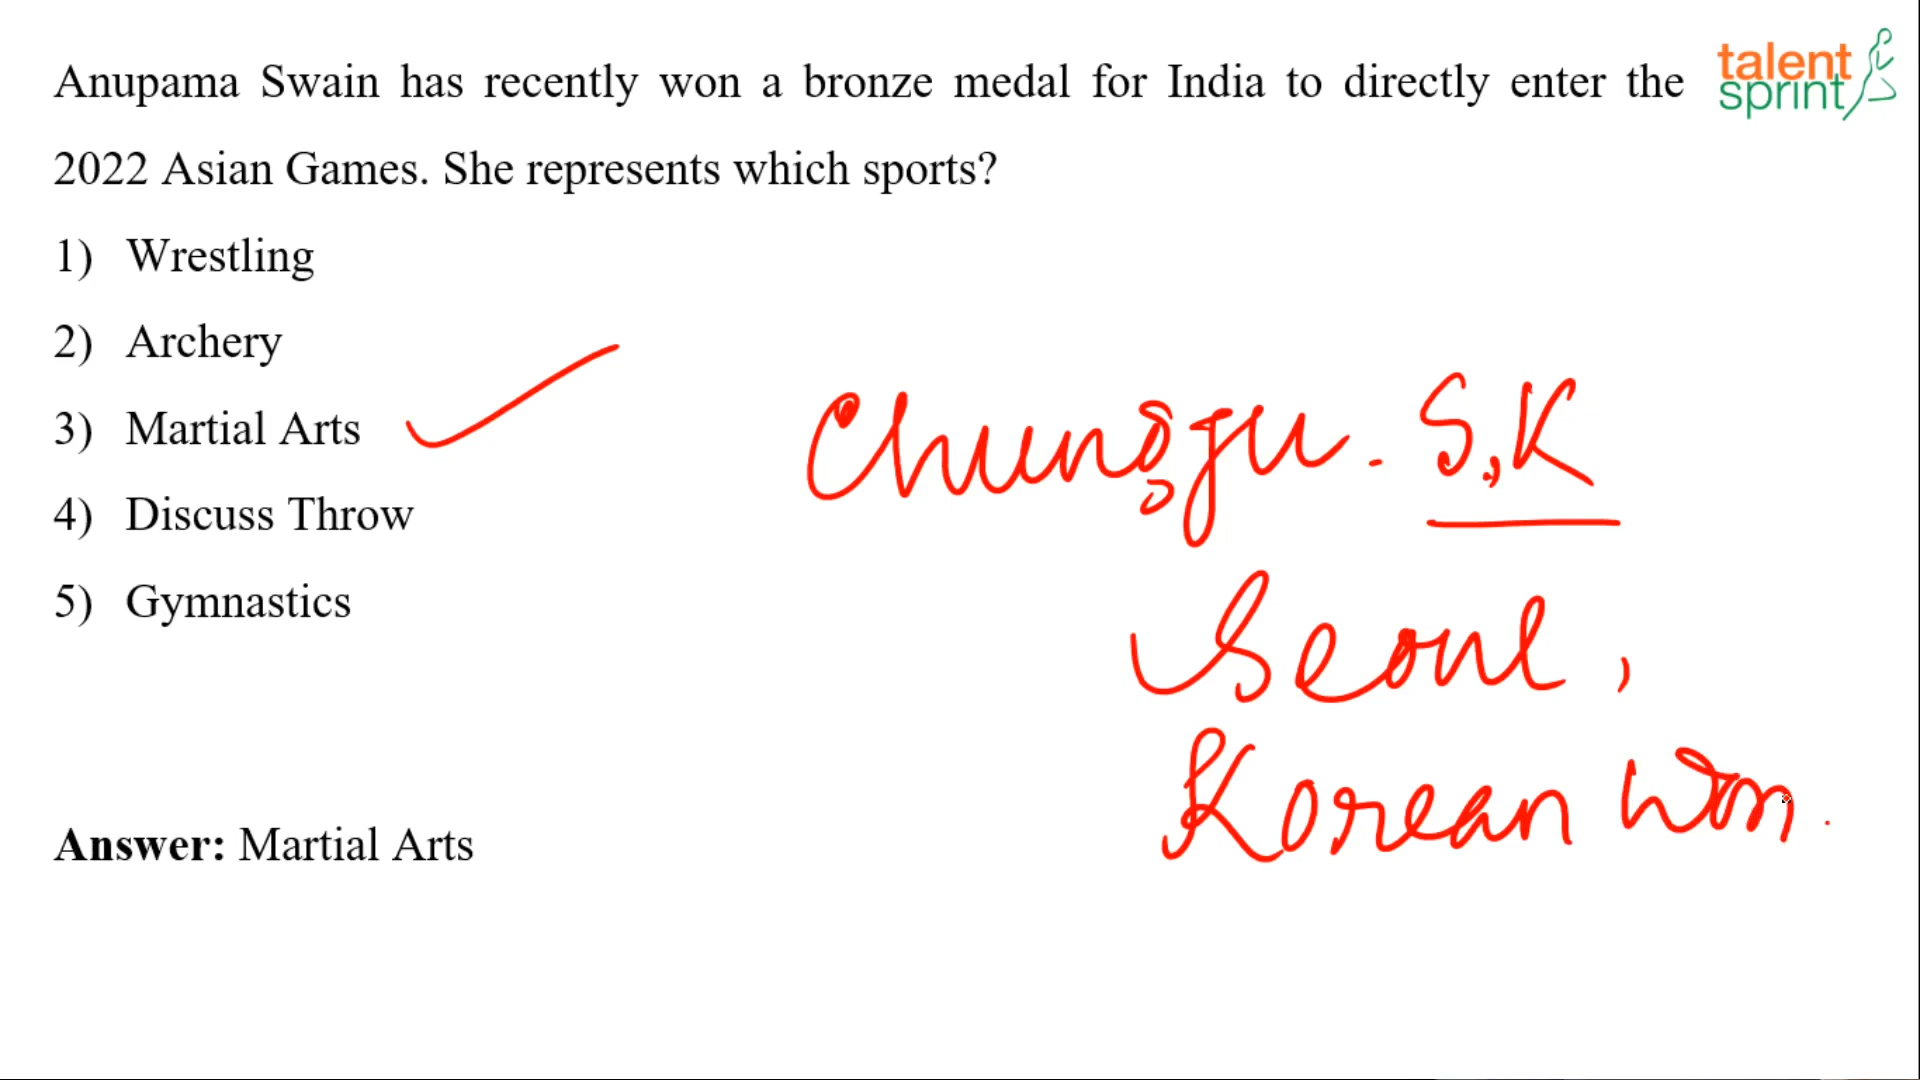 Anupama Swain has recently won a bronze medal for India to directly enter the
talent
sprint
2022 Asian Games. She represents which sports?
1) Wrestling
2) Archery
3) Martial Arts
4) Discuss Throw
5) Gymnastics
Chungju. S.K
Seoul,
Korean Won.
Answer: Martial Arts